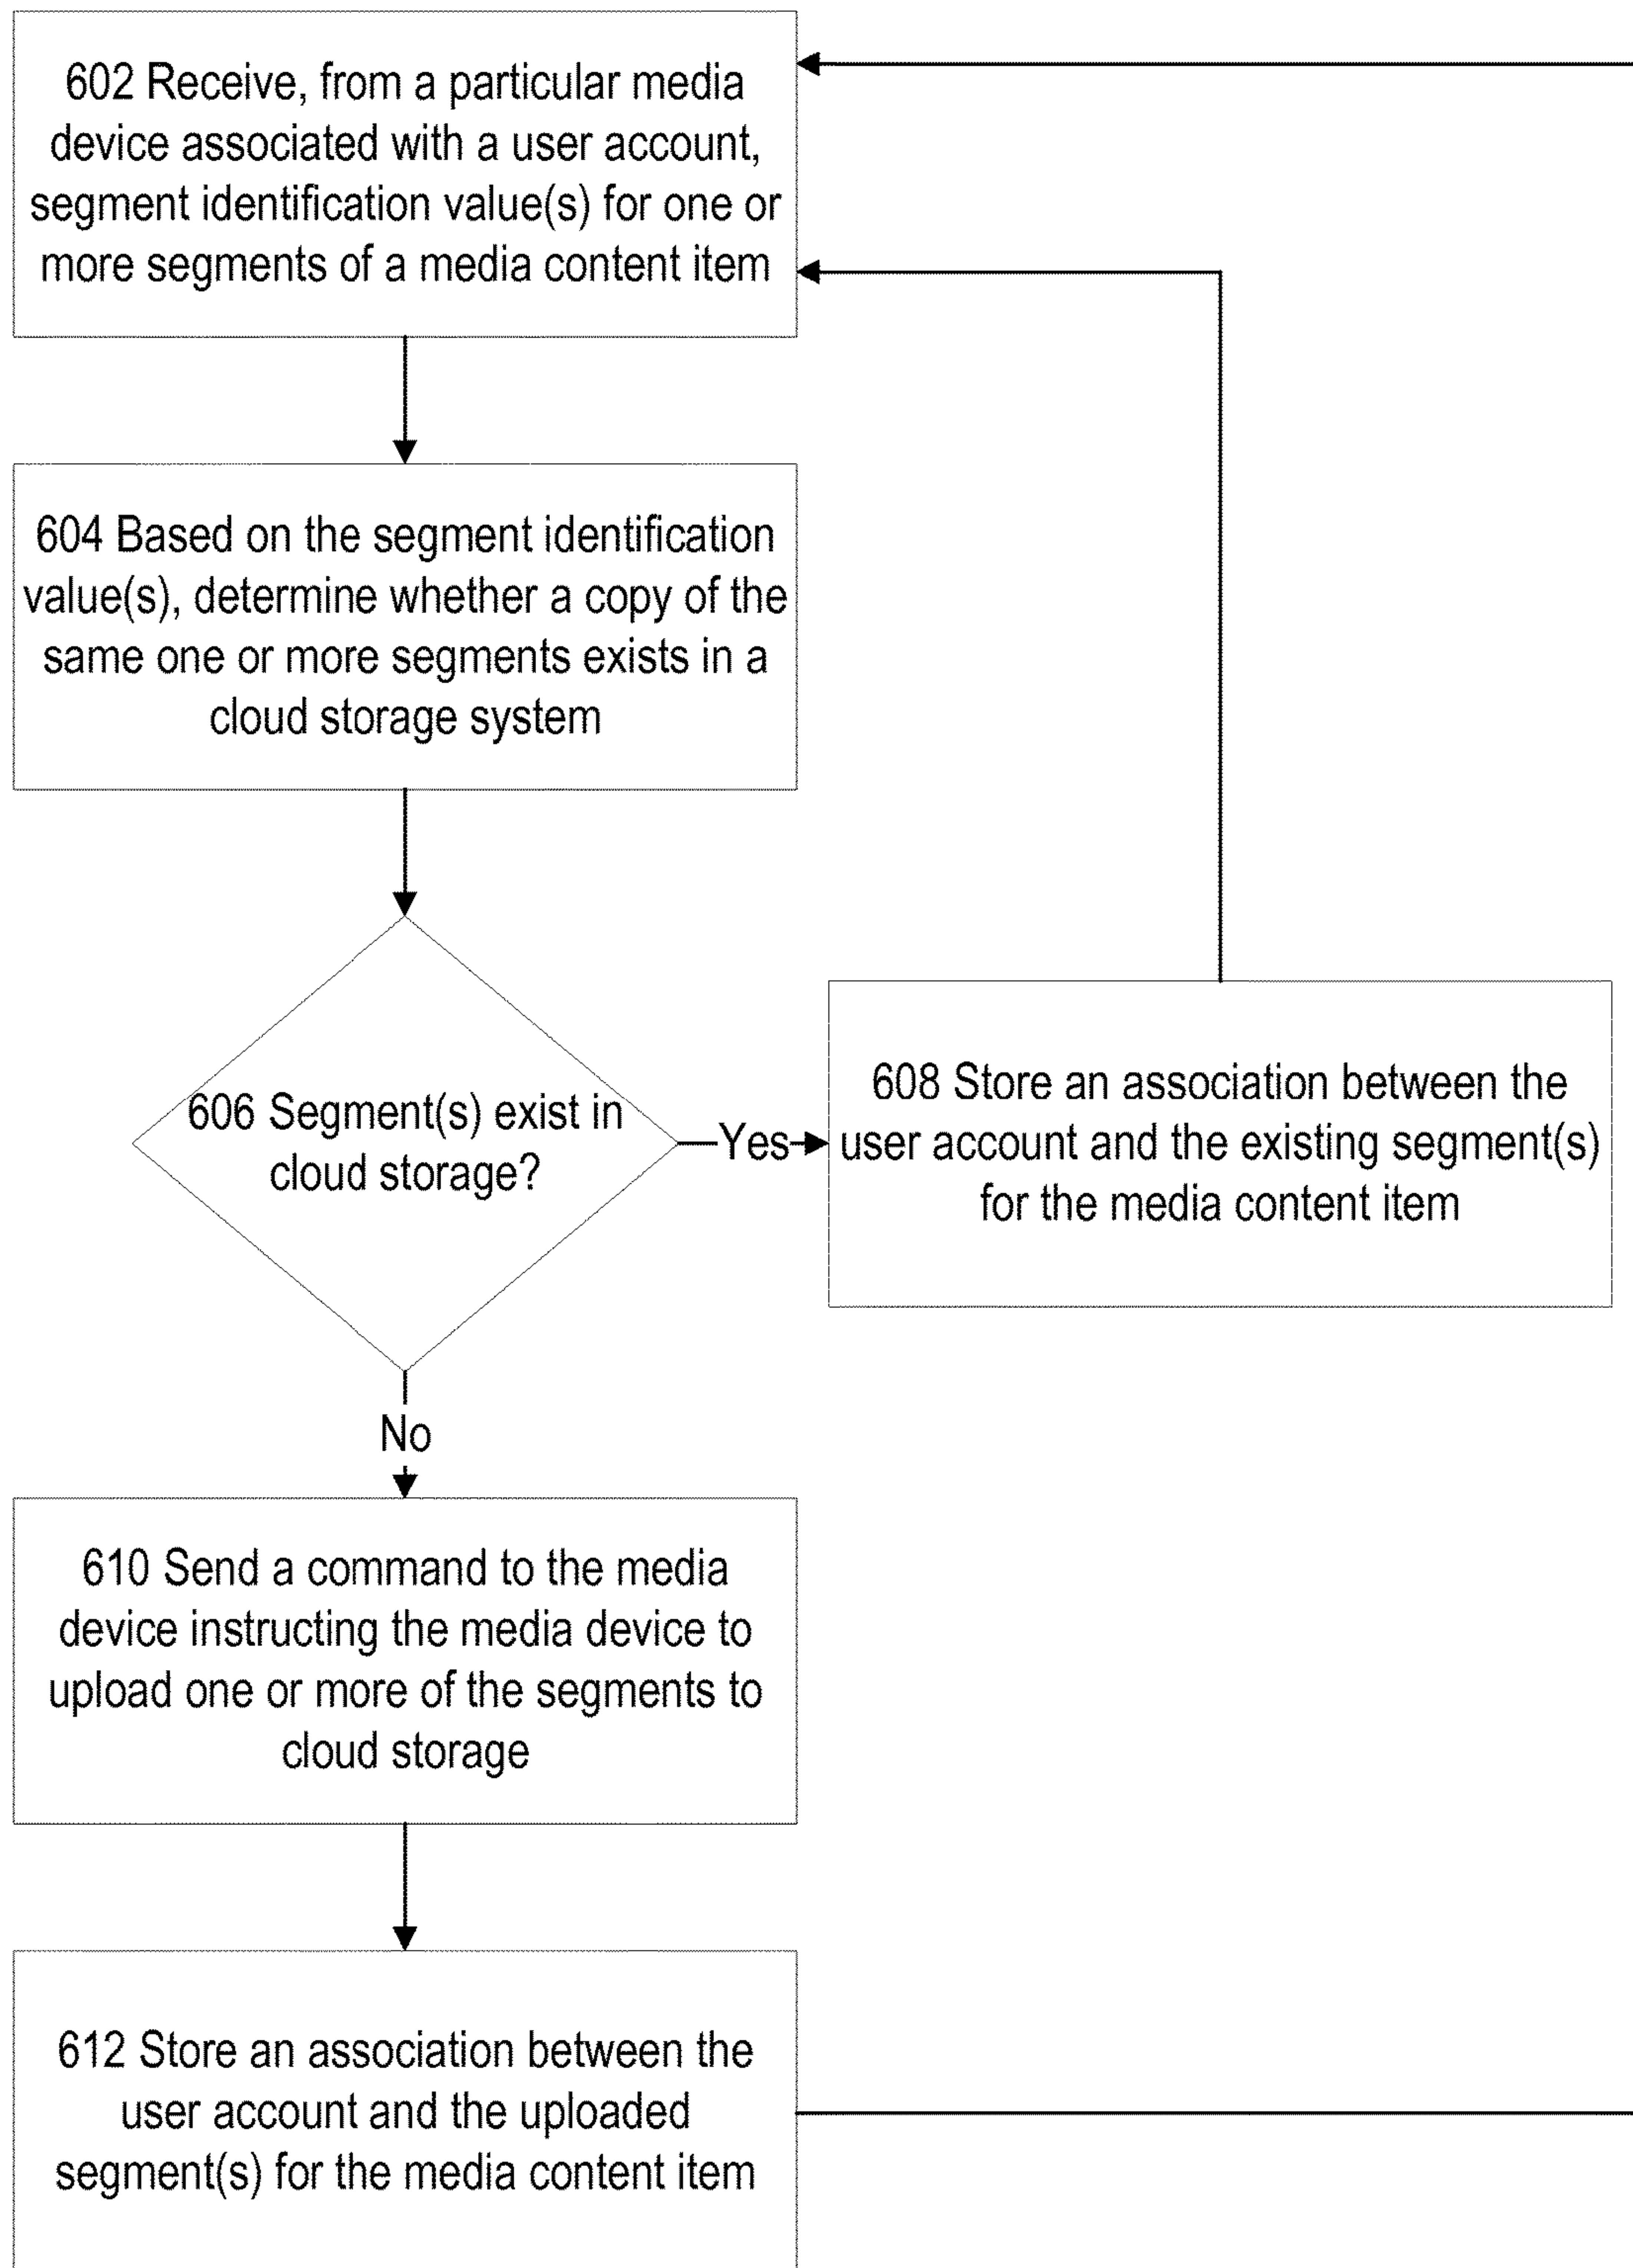 602 Receive, from a particular media
device associated with a user account,
segment identification value(s) for one or
more segments of a media content item
604 Based on the segment identification
value(s), determine whether a copy of the
same one or more segments exists in a
cloud storage system
606 Segment(s) exist in
cloud storage?
Yes
608 Store an association between the
user account and the existing segment(s)
for the media content item
No
610 Send a command to the media
device instructing the media device to
upload one or more of the segments to
cloud storage
612 Store an association between the
user account and the uploaded
segment(s) for the media content item